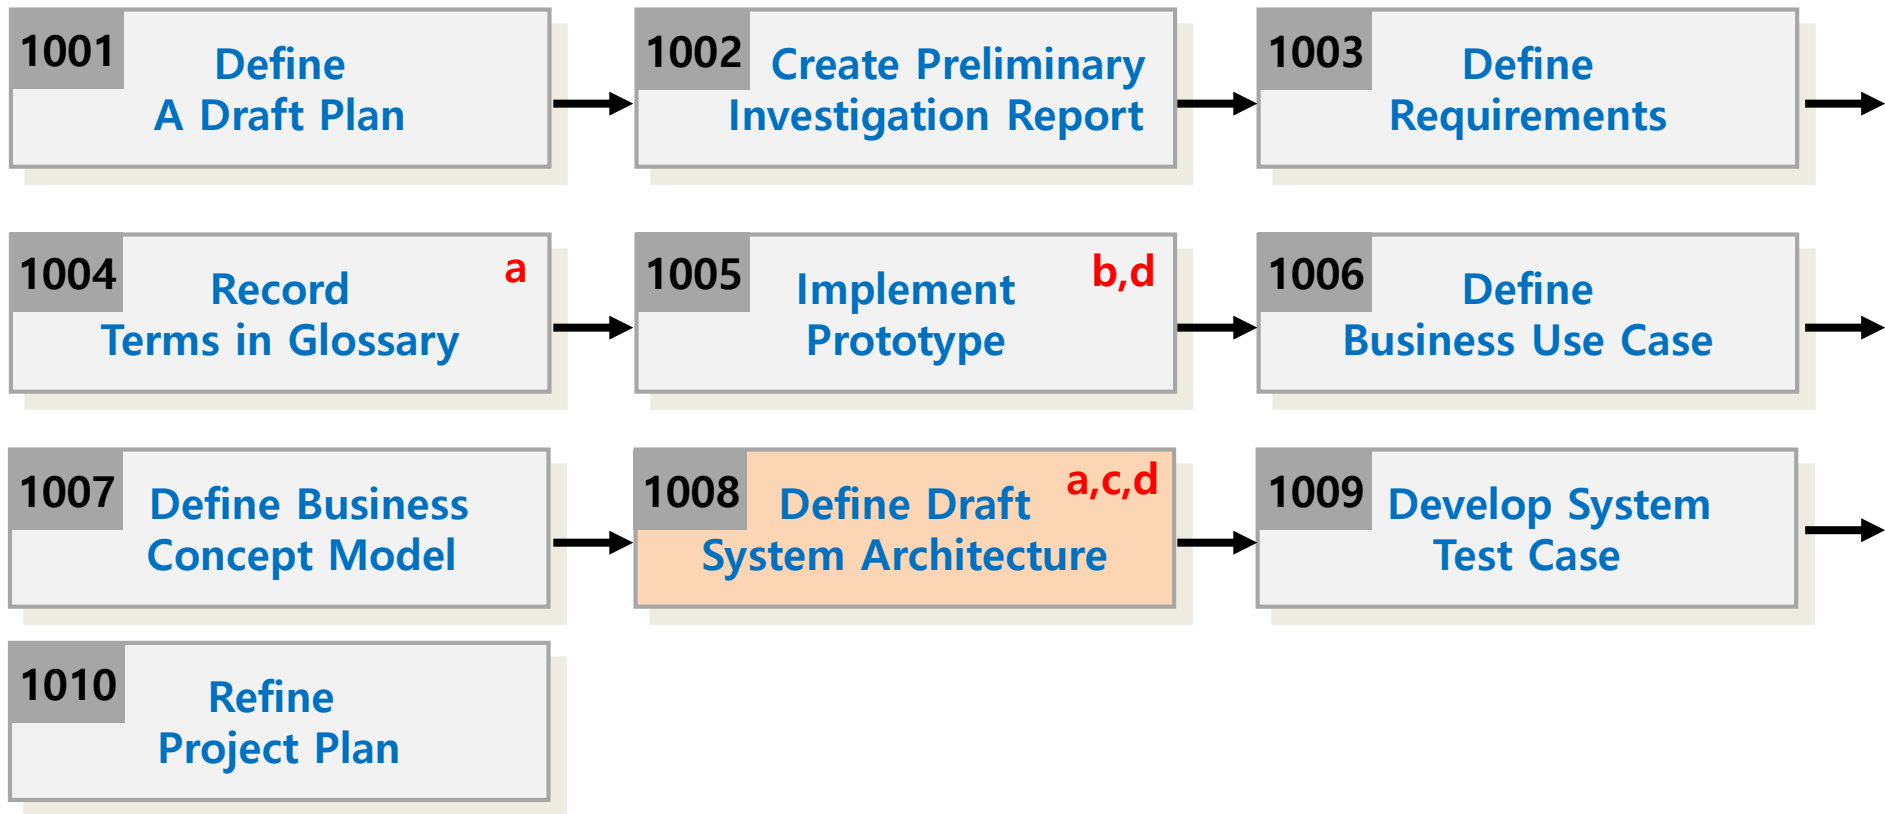 1001
Define
A Draft Plan
1002
Create Preliminary
Investigation Report
1003
Define
Requirements
1004
a
Record
Terms in Glossary
1005
b,d
Implement
Prototype
1006
Define
Business Use Case
1007
Define Business
Concept Model
1008
a,c,d
Define Draft
System Architecture
1009
Develop System
Test Case
1010
Refine
Project Plan